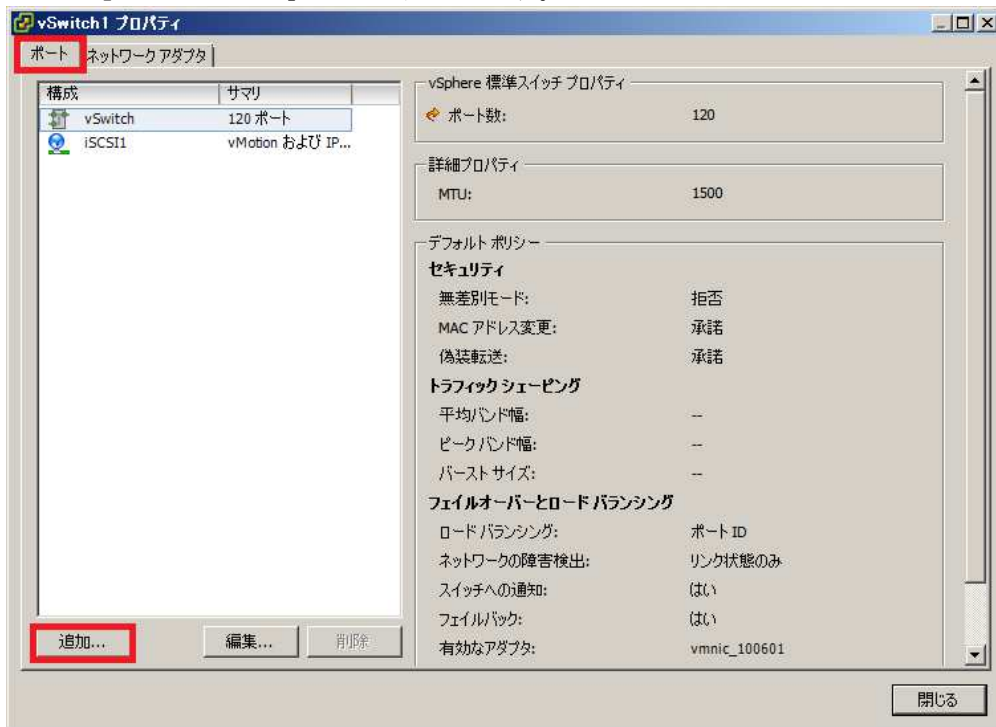 vSwitch1 プロパティ
ポート ネットワーク アダプタ
構成 サマリ
vSwitch 120 ポート
iSCSI1 vMotion および IP...
追加... 編集... 削除
vSphere 標準スイッチ プロパティ
ポート数: 120
詳細プロパティ
MTU: 1500
デフォルト ポリシー
セキュリティ
無差別モード: 拒否
MAC アドレス変更: 承諾
偽装転送: 承諾
トラフィック シェーピング
平均バンド幅: --
ピーク バンド幅: --
バースト サイズ: --
フェイルオーバーとロード バランシング
ロード バランシング: ポート ID
ネットワークの障害検出: リンク状態のみ
スイッチへの通知: はい
フェイルバック: はい
有効なアダプタ: vmnic_100601
閉じる